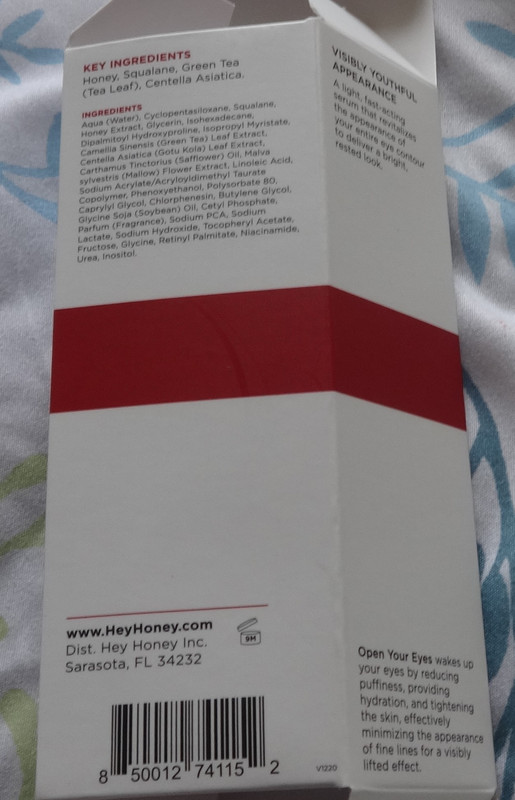 KEY INGREDIENTS
Honey, Squalane, Green Tea
(Tea Leaf), Centella Asiatica.
INGREDIENTS
Aqua (Water), Cyclopentasiloxane, Squalane,
Honey Extract, Glycerin, Isohexadecane,
Dipalmitoyl Hydroxyproline, Isopropyl Myristate,
Camellia Sinensis (Green Tea) Leaf Extract,
Centella Asiatica (Gotu Kola) Leaf Extract,
Carthamus Tinctorius (Safflower) Oil, Malva
sylvestris (Mallow) Flower Extract, Linoleic Acid,
Sodium Acrylate/Acryloyldimethyl Taurate
Copolymer, Phenoxyethanol, Polysorbate 80,
Caprylyl Glycol, Chlorphenesin, Butylene Glycol,
Glycine Soja (Soybean) Oil, Cetyl Phosphate,
Parfum (Fragrance), Sodium PCA, Sodium
Lactate, Sodium Hydroxide, Tocopheryl Acetate,
Fructose, Glycine, Retinyl Palmitate, Niacinamide,
Urea, Inositol.
www.HeyHoney.com
Dist. Hey Honey Inc.
Sarasota, FL 34232
9M
8 50012 74115 2
V1220
VISIBLY YOUTHFUL
APPEARANCE
A light, fast-acting
serum that revitalizes
the appearance of
your entire eye contour
to deliver a bright,
rested look.
Open Your Eyes wakes up
your eyes by reducing
puffiness, providing
hydration, and tightening
the skin, effectively
minimizing the appearance
of fine lines for a visibly
lifted effect.